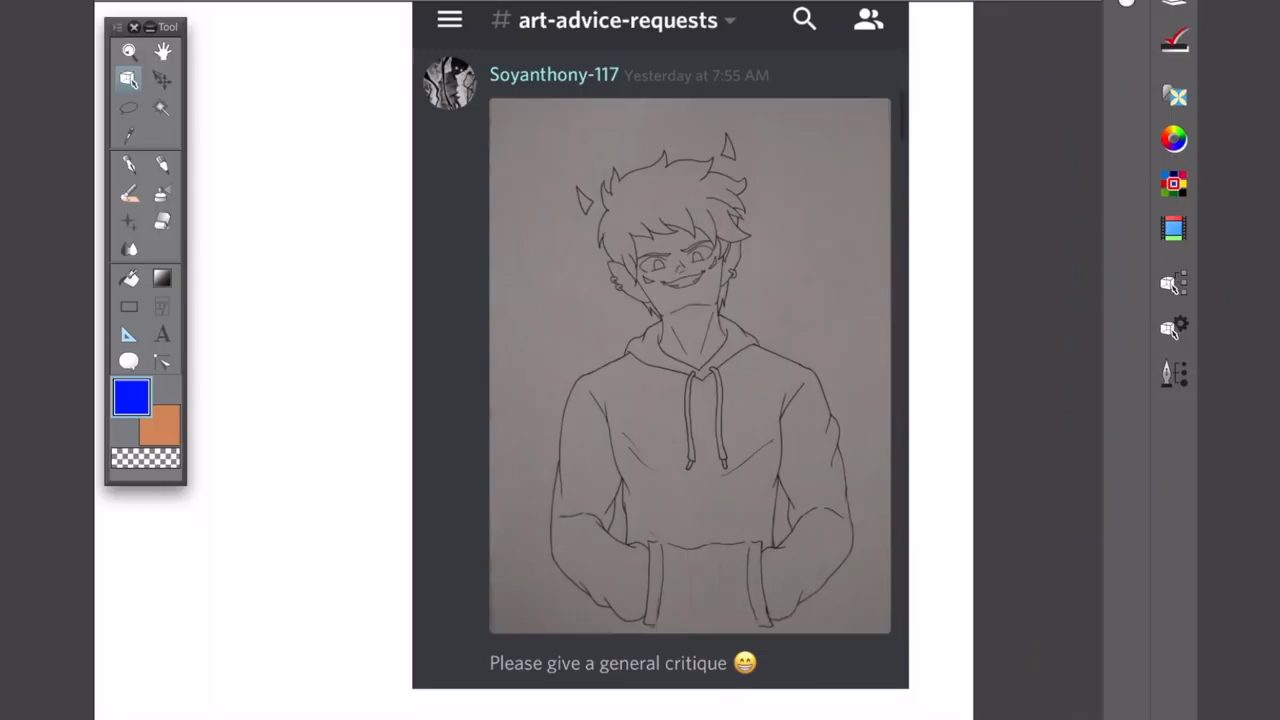 Tool
# art-advice-requests
Soyanthony-117 Yesterday at 7:55 AM
Please give a general critique 😁